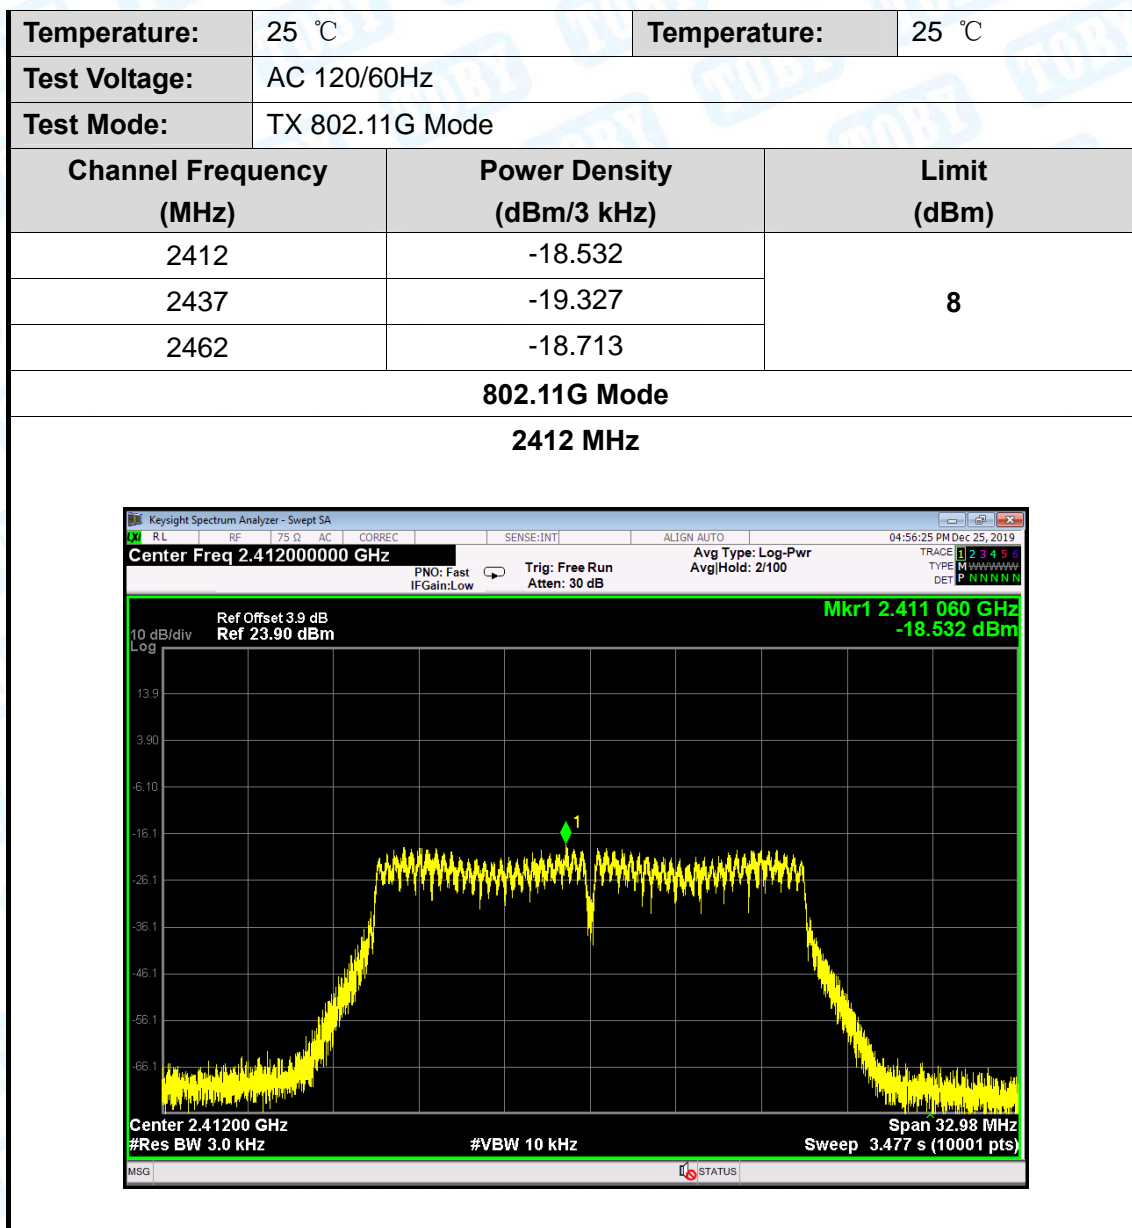 Temperature: 25 ℃ Temperature: 25 ℃
Test Voltage: AC 120/60Hz
Test Mode: TX 802.11G Mode
Channel Frequency (MHz) Power Density (dBm/3 kHz) Limit (dBm)
2412 -18.532
2437 -19.327 8
2462 -18.713
802.11G Mode
2412 MHz
Keysight Spectrum Analyzer - Swept SA
LXI RL RF 75 Ω AC CORREC SENSE:INT ALIGN AUTO 04:56:25 PM Dec 25, 2019
Center Freq 2.412000000 GHz
PNO: Fast
IFGain:Low
Trig: Free Run
Atten: 30 dB
Avg Type: Log-Pwr
Avg|Hold: 2/100
TRACE 1 2 3 4 5 6
TYPE M W W W W W
DET P N N N N N
Mkr1 2.411 060 GHz
-18.532 dBm
Ref Offset 3.9 dB
10 dB/div Ref 23.90 dBm
Log
13.9
3.90
-6.10
1
-16.1
-26.1
-36.1
-46.1
-56.1
-66.1
Center 2.41200 GHz Span 32.98 MHz
#Res BW 3.0 kHz #VBW 10 kHz Sweep 3.477 s (10001 pts)
MSG STATUS
TOBY